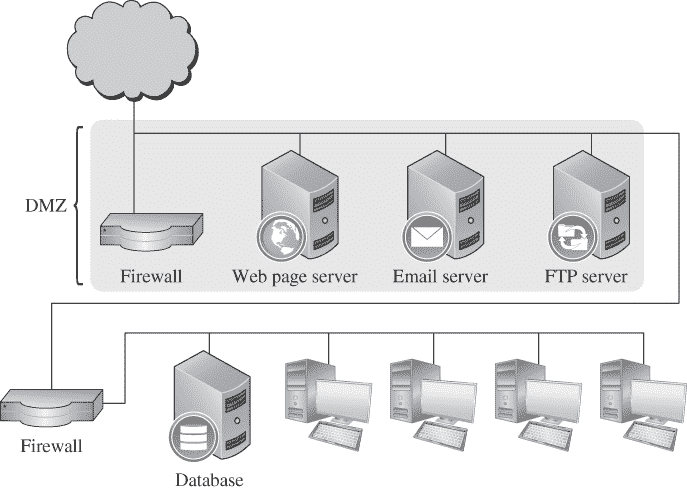 DMZ
Firewall
Web page server
Email server
FTP server
Firewall
Database